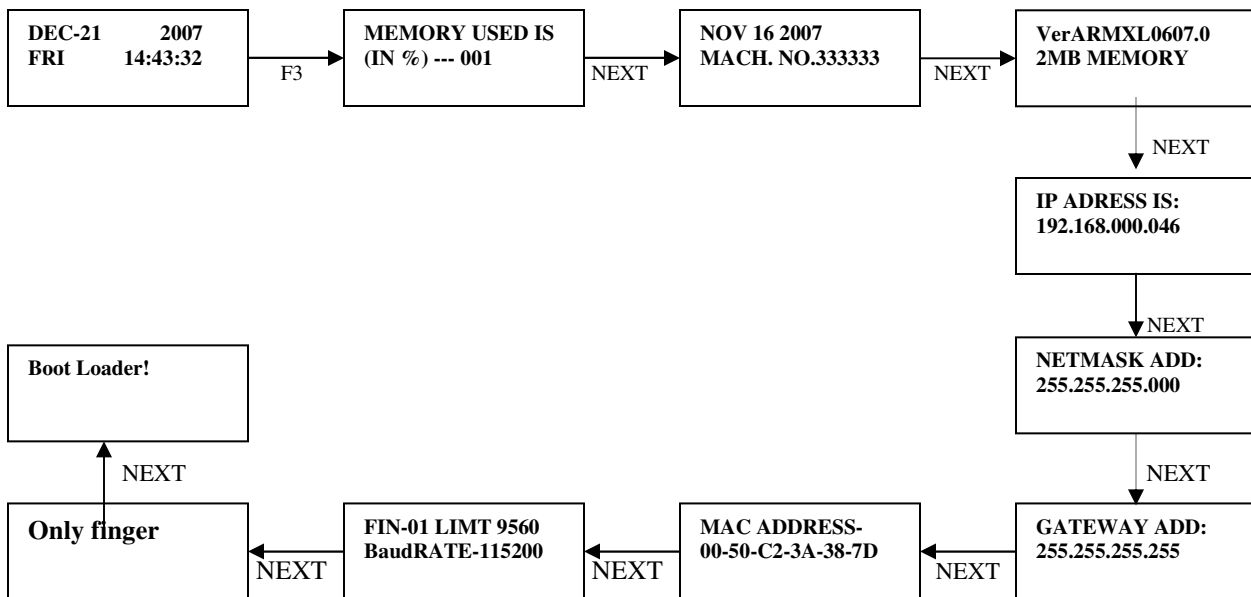 DEC-21 2007
FRI 14:43:32
F3
MEMORY USED IS
(IN %) --- 001
NEXT
NOV 16 2007
MACH. NO.333333
NEXT
VerARMXL0607.0
2MB MEMORY
NEXT
IP ADRESS IS:
192.168.000.046
NEXT
NETMASK ADD:
255.255.255.000
NEXT
GATEWAY ADD:
255.255.255.255
NEXT
MAC ADDRESS-
00-50-C2-3A-38-7D
NEXT
FIN-01 LIMT 9560
BaudRATE-115200
NEXT
Only finger
NEXT
Boot Loader!